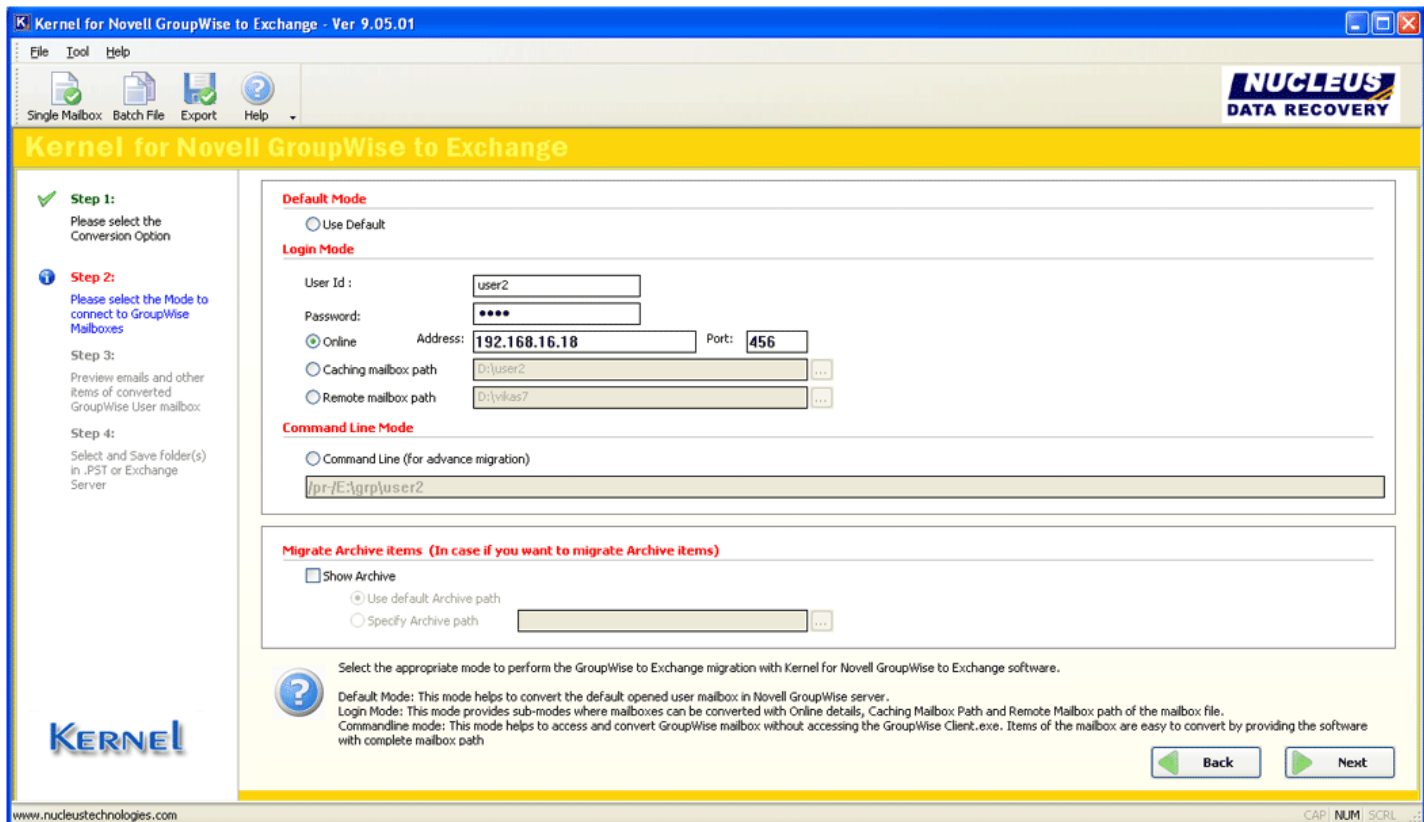 Kernel for Novell GroupWise to Exchange - Ver 9.05.01
File Tool Help
Single Mailbox Batch File Export Help
NUCLEUS
DATA RECOVERY
Kernel for Novell GroupWise to Exchange
Step 1:
Please select the
Conversion Option
Step 2:
Please select the Mode to
connect to GroupWise
Mailboxes
Step 3:
Preview emails and other
items of converted
GroupWise User mailbox
Step 4:
Select and Save folder(s)
in .PST or Exchange
Server
KERNEl
Default Mode
Use Default
Login Mode
User Id : user2
Password: ••••
Online Address: 192.168.16.18 Port: 456
Caching mailbox path D:\user2 ...
Remote mailbox path D:\vikas7 ...
Command Line Mode
Command Line (for advance migration)
/pr-/E:\grp\user2
Migrate Archive items (In case if you want to migrate Archive items)
Show Archive
Use default Archive path
Specify Archive path ...
Select the appropriate mode to perform the GroupWise to Exchange migration with Kernel for Novell GroupWise to Exchange software.
Default Mode: This mode helps to convert the default opened user mailbox in Novell GroupWise server.
Login Mode: This mode provides sub-modes where mailboxes can be converted with Online details, Caching Mailbox Path and Remote Mailbox path of the mailbox file.
Commandline mode: This mode helps to access and convert GroupWise mailbox without accessing the GroupWise Client.exe. Items of the mailbox are easy to convert by providing the software
with complete mailbox path
Back Next
www.nucleustechnologies.com CAP NUM SCRL